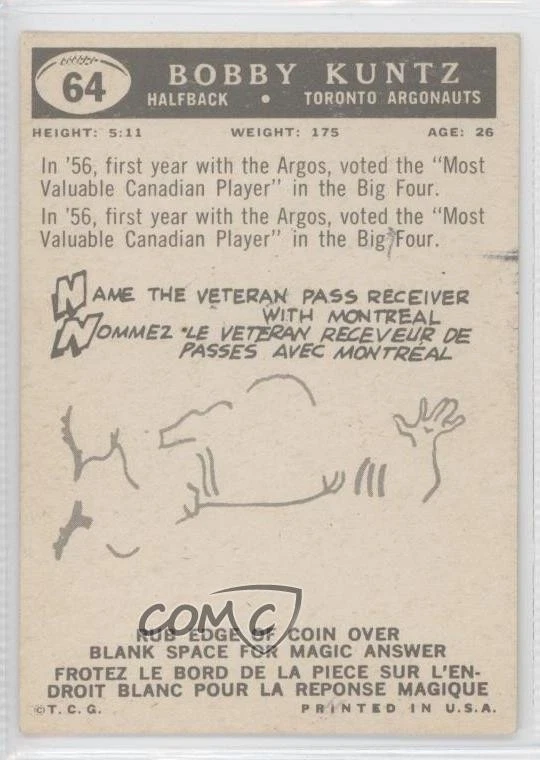 64
BOBBY KUNTZ
HALFBACK • TORONTO ARGONAUTS
HEIGHT: 5:11 WEIGHT: 175 AGE: 26
In '56, first year with the Argos, voted the "Most
Valuable Canadian Player" in the Big Four.
In '56, first year with the Argos, voted the "Most
Valuable Canadian Player" in the Big Four.
NAME THE VETERAN PASS RECEIVER
WITH MONTREAL
NOMMEZ LE VETERAN RECEVEUR DE
PASSES AVEC MONTRÉAL
COMC
RUB EDGE OF COIN OVER
BLANK SPACE FOR MAGIC ANSWER
FROTEZ LE BORD DE LA PIECE SUR L'EN-
DROIT BLANC POUR LA REPONSE MAGIQUE
©T.C.G. PRINTED IN U.S.A.